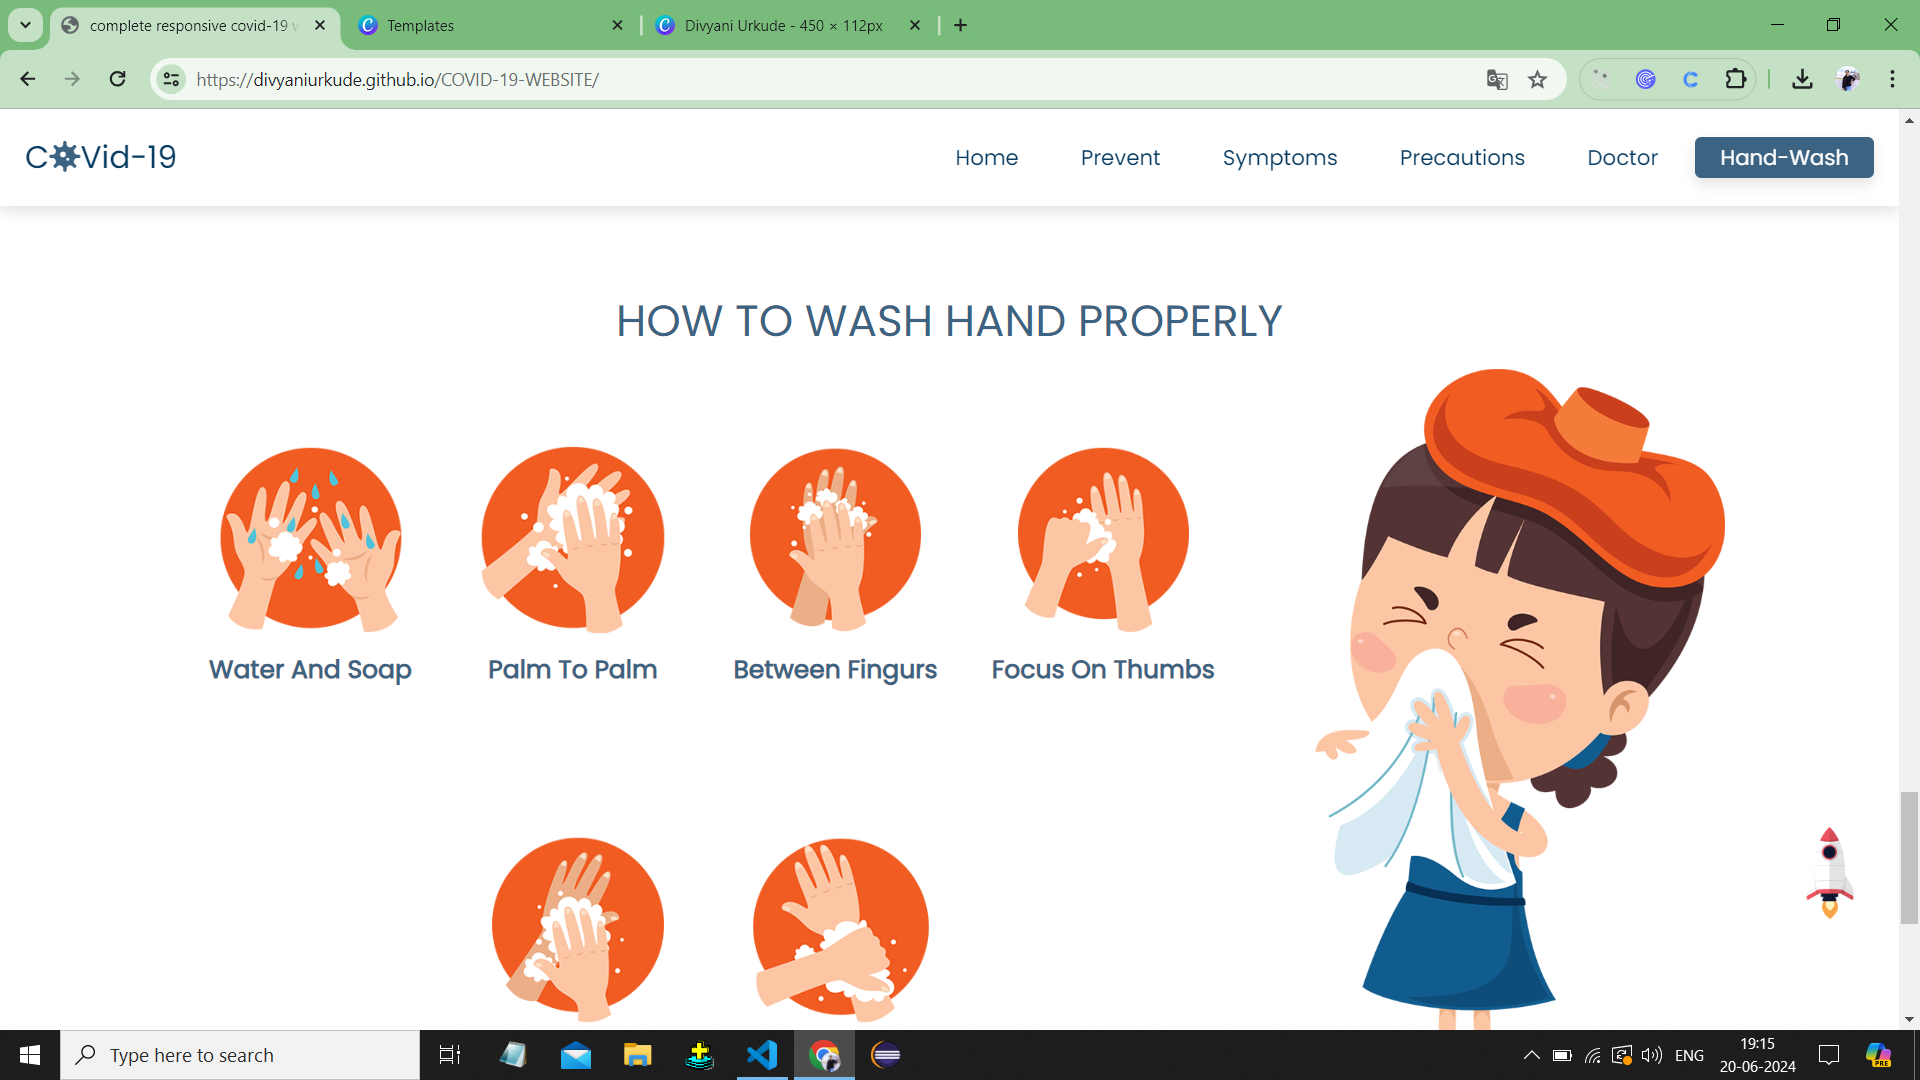 complete responsive covid-19 w
Templates
Divyani Urkude - 450 × 112px
https://divyaniurkude.github.io/COVID-19-WEBSITE/
COVid-19
Home
Prevent
Symptoms
Precautions
Doctor
Hand-Wash
HOW TO WASH HAND PROPERLY
Water And Soap
Palm To Palm
Between Fingurs
Focus On Thumbs
Type here to search
PRE
ENG
19:15
20-06-2024